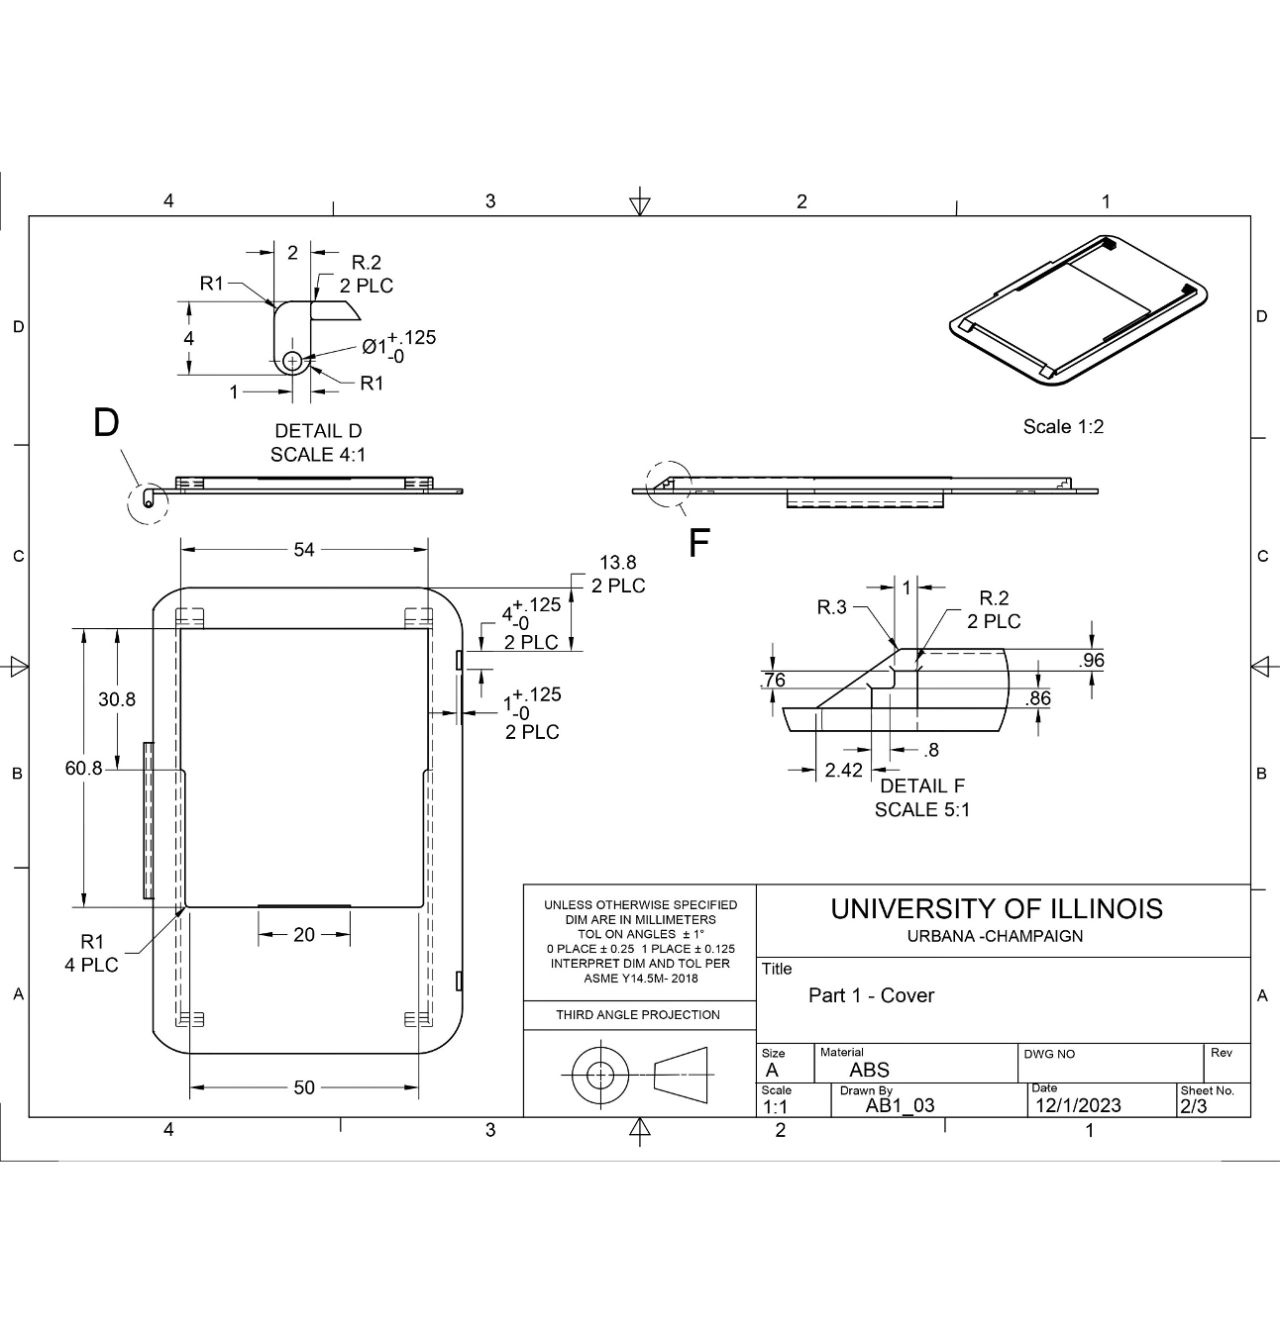 4
3
2
1
D
D
2
R1
R.2
2 PLC
4
Ø1+.125
-0
R1
1
DETAIL D
SCALE 4:1
Scale 1:2
D
F
C
C
54
13.8
2 PLC
4+.125
-0
2 PLC
1+.125
-0
2 PLC
30.8
60.8
1
R.3
R.2
2 PLC
.96
.76
.86
.8
2.42
DETAIL F
SCALE 5:1
B
B
R1
4 PLC
20
50
A
A
UNLESS OTHERWISE SPECIFIED
DIM ARE IN MILLIMETERS
TOL ON ANGLES ± 1°
0 PLACE ± 0.25 1 PLACE ± 0.125
INTERPRET DIM AND TOL PER
ASME Y14.5M- 2018
THIRD ANGLE PROJECTION
UNIVERSITY OF ILLINOIS
URBANA -CHAMPAIGN
Title
Part 1 - Cover
Size
A
Material
ABS
DWG NO
Rev
Scale
1:1
Drawn By
AB1_03
Date
12/1/2023
Sheet No.
2/3
4
3
2
1